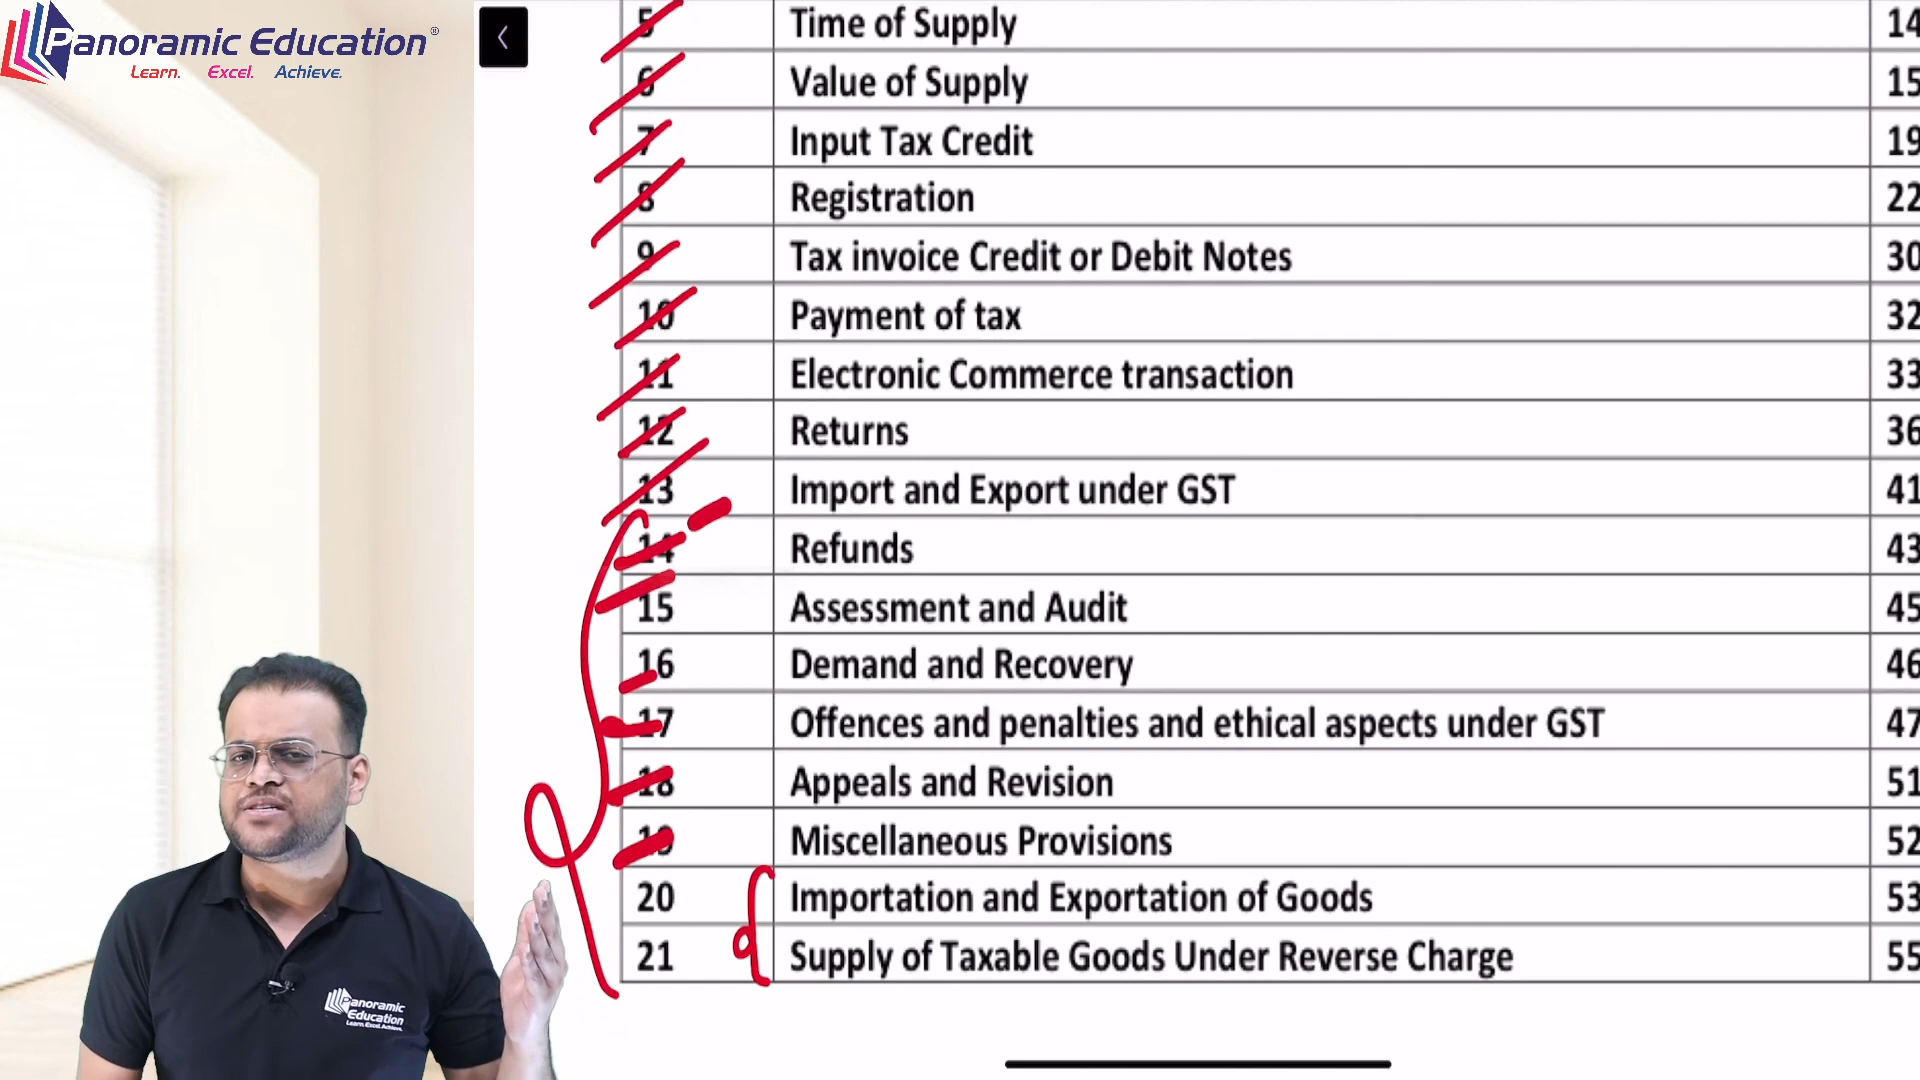 Panoramic Education®
Learn. Excel. Achieve.
5 Time of Supply 14
6 Value of Supply 15
7 Input Tax Credit 19
8 Registration 22
9 Tax invoice Credit or Debit Notes 30
10 Payment of tax 32
11 Electronic Commerce transaction 33
12 Returns 36
13 Import and Export under GST 41
14 Refunds 43
15 Assessment and Audit 45
16 Demand and Recovery 46
17 Offences and penalties and ethical aspects under GST 47
18 Appeals and Revision 51
19 Miscellaneous Provisions 52
20 Importation and Exportation of Goods 53
21 Supply of Taxable Goods Under Reverse Charge 55
Panoramic
Education
Learn. Excel. Achieve.